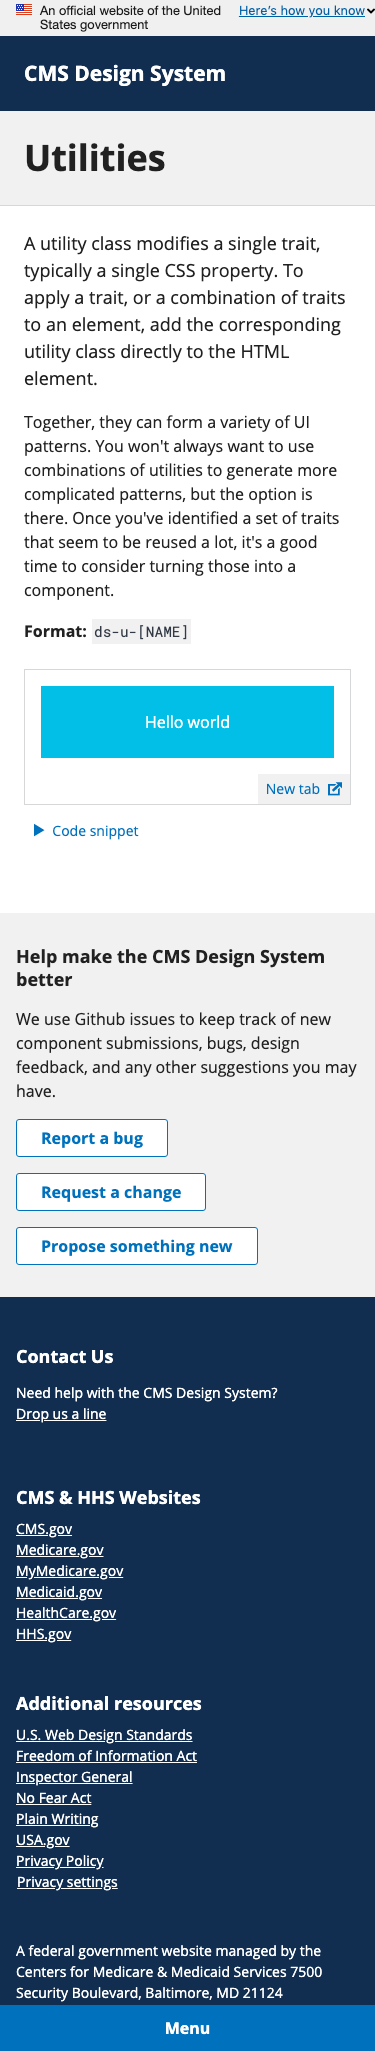 An official website of the United
States government
Here's how you know
CMS Design System
Utilities
A utility class modifies a single trait,
typically a single CSS property. To
apply a trait, or a combination of traits
to an element, add the corresponding
utility class directly to the HTML
element.
Together, they can form a variety of UI
patterns. You won't always want to use
combinations of utilities to generate more
complicated patterns, but the option is
there. Once you've identified a set of traits
that seem to be reused a lot, it's a good
time to consider turning those into a
component.
Format: ds-u-[NAME]
Hello world
New tab
Code snippet
Help make the CMS Design System
better
We use Github issues to keep track of new
component submissions, bugs, design
feedback, and any other suggestions you may
have.
Report a bug
Request a change
Propose something new
Contact Us
Need help with the CMS Design System?
Drop us a line
CMS & HHS Websites
CMS.gov
Medicare.gov
MyMedicare.gov
Medicaid.gov
HealthCare.gov
HHS.gov
Additional resources
U.S. Web Design Standards
Freedom of Information Act
Inspector General
No Fear Act
Plain Writing
USA.gov
Privacy Policy
Privacy settings
A federal government website managed by the
Centers for Medicare & Medicaid Services 7500
Security Boulevard, Baltimore, MD 21124
Menu